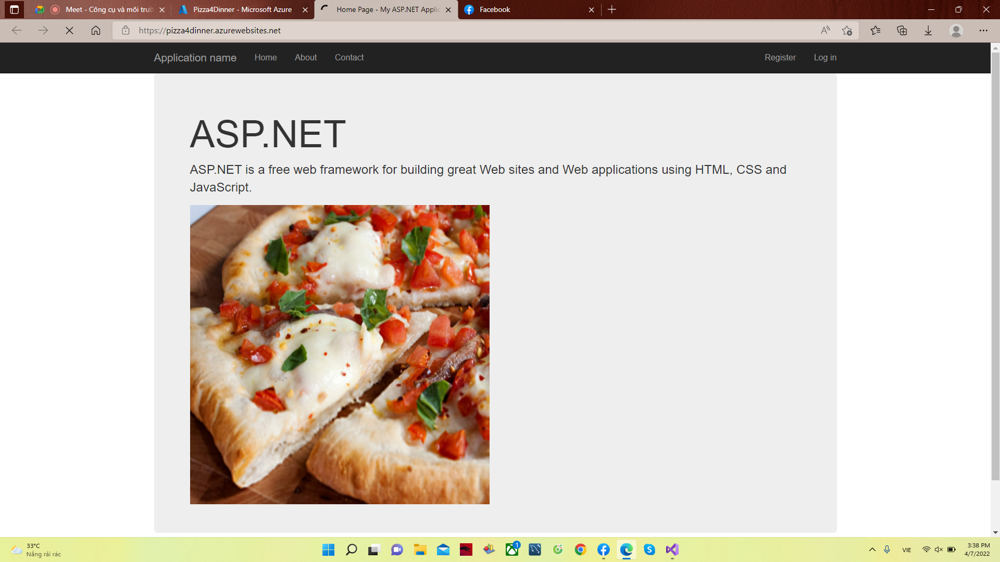 Meet - Công cụ và môi trườ
Pizza4Dinner - Microsoft Azure
Home Page - My ASP.NET Applic
Facebook
https://pizza4dinner.azurewebsites.net
Application name
Home
About
Contact
Register
Log in
ASP.NET
ASP.NET is a free web framework for building great Web sites and Web applications using HTML, CSS and
JavaScript.
33°C
Nắng rải rác
1
VIE
3:38 PM
4/7/2022